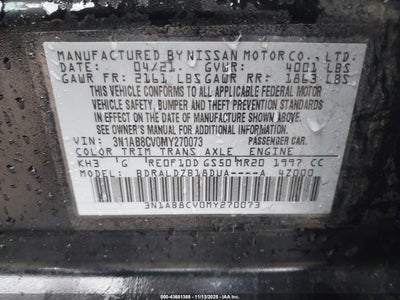 MANUFACTURED BY NISSAN MOTOR CO., LTD.
DATE: 04/21 GVWR: 4001 LBS
GAWR FR: 2161 LBS GAWR RR: 1863 LBS
THIS VEHICLE CONFORMS TO ALL APPLICABLE FEDERAL MOTOR
VEHICLE SAFETY, BUMPER AND THEFT PREVENTION STANDARDS
IN EFFECT ON THE DATE OF MANUFACTURE SHOWN ABOVE.
SEE OWNER'S MANUAL FOR ADDITIONAL INFORMATION.
VIN: 3N1AB8CV0MY270073 PASSENGER CAR.
COLOR TRIM TRANS AXLE ENGINE
KH3 G RE0F10D GS50 MR20 1997 CC
MODEL: BDRALDZB18DUA----A 4Z000
3N1AB8CV0MY270073
000-43681368 - 11/13/2025 - IAA Inc.